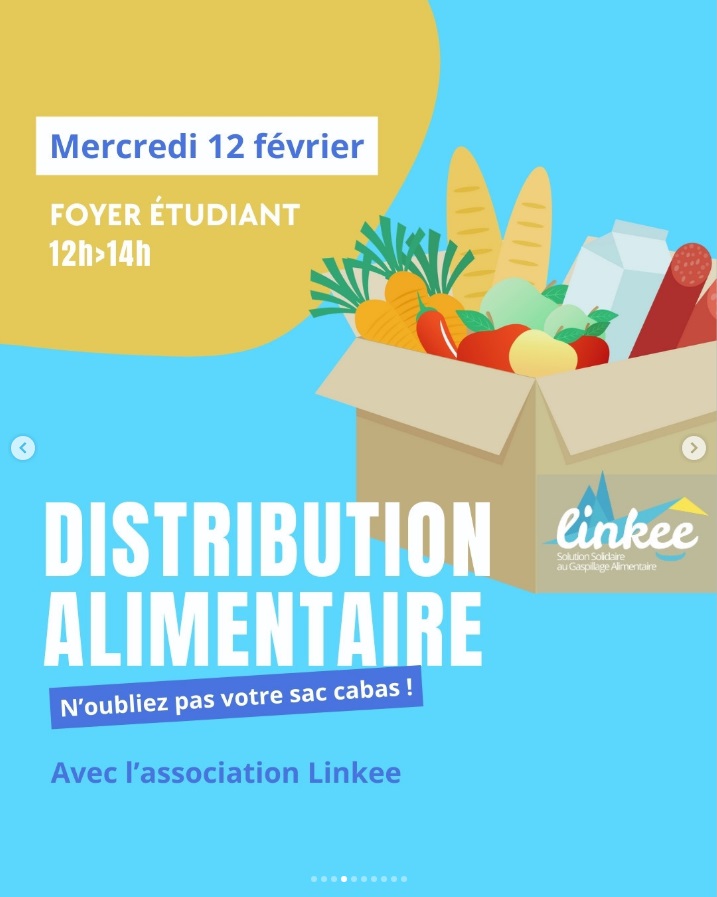 Mercredi 12 février
FOYER ÉTUDIANT
12h>14h
linkee
Solution Solidaire
au Gaspillage Alimentaire
DISTRIBUTION
ALIMENTAIRE
N’oubliez pas votre sac cabas !
Avec l’association Linkee